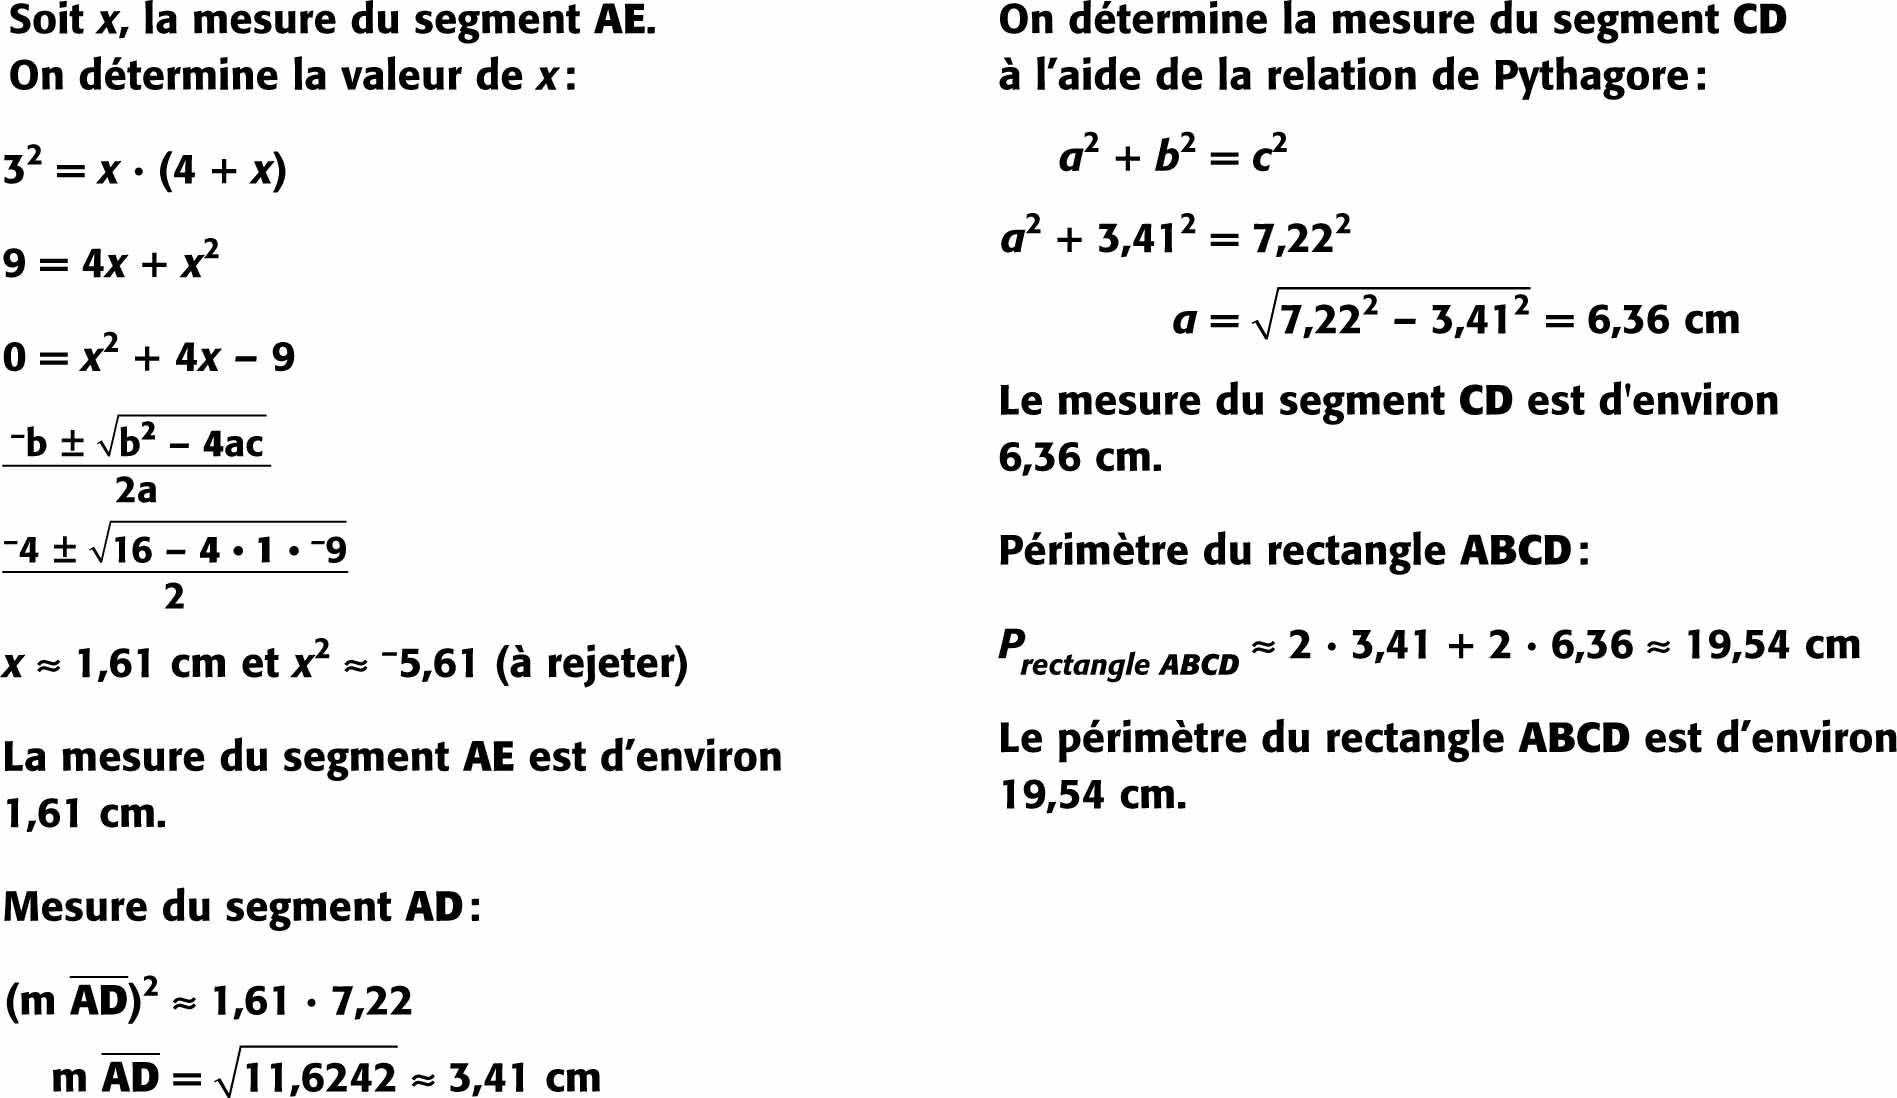 Soit x, la mesure du segment AE.
On détermine la valeur de x :
3² = x · (4 + x)
9 = 4x + x²
0 = x² + 4x – 9
⁻b ± √(b² – 4ac)
2a
⁻4 ± √(16 – 4 • 1 • ⁻9)
2
x ≈ 1,61 cm et x² ≈ ⁻5,61 (à rejeter)
La mesure du segment AE est d’environ
1,61 cm.
Mesure du segment AD :
(m A̅D̅)² ≈ 1,61 · 7,22
m A̅D̅ = √11,6242 ≈ 3,41 cm
On détermine la mesure du segment CD
à l’aide de la relation de Pythagore :
a² + b² = c²
a² + 3,41² = 7,22²
a = √(7,22² – 3,41²) = 6,36 cm
Le mesure du segment CD est d'environ
6,36 cm.
Périmètre du rectangle ABCD :
P rectangle ABCD ≈ 2 · 3,41 + 2 · 6,36 ≈ 19,54 cm
Le périmètre du rectangle ABCD est d’environ
19,54 cm.